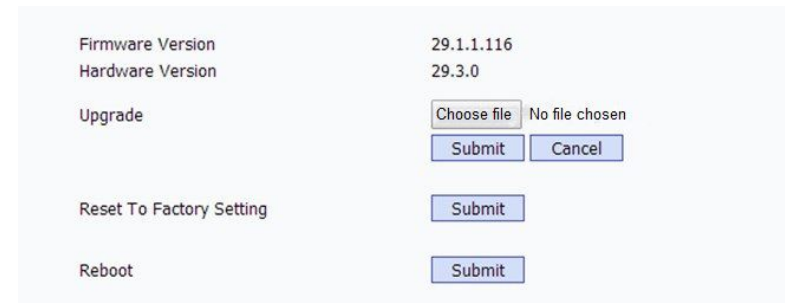 Firmware Version 29.1.1.116
Hardware Version 29.3.0
Upgrade Choose file No file chosen
Submit Cancel
Reset To Factory Setting Submit
Reboot Submit